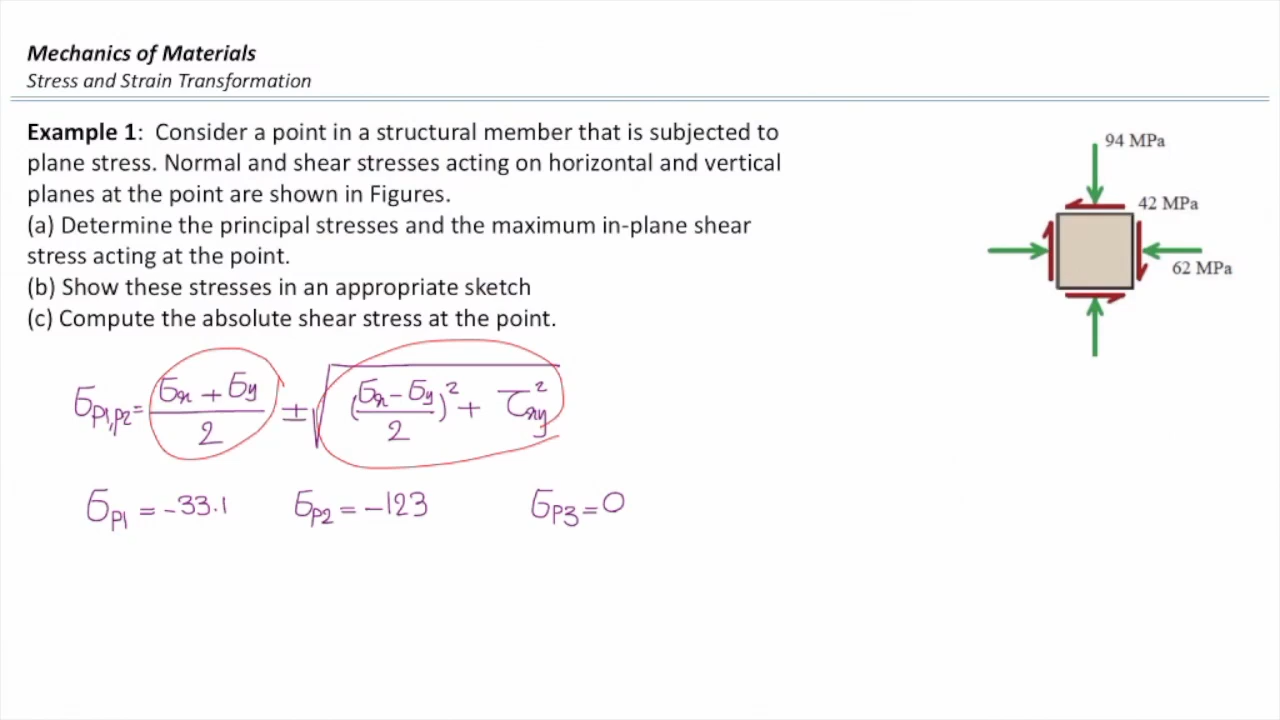 Mechanics of Materials
Stress and Strain Transformation
Example 1: Consider a point in a structural member that is subjected to
plane stress. Normal and shear stresses acting on horizontal and vertical
planes at the point are shown in Figures.
(a) Determine the principal stresses and the maximum in-plane shear
stress acting at the point.
(b) Show these stresses in an appropriate sketch
(c) Compute the absolute shear stress at the point.
94 MPa
42 MPa
62 MPa
σp1,p2 = (σx + σy)/2 ± √(((σx - σy)/2)² + τxy²)
σp1 = -33.1 σp2 = -123 σp3 = 0